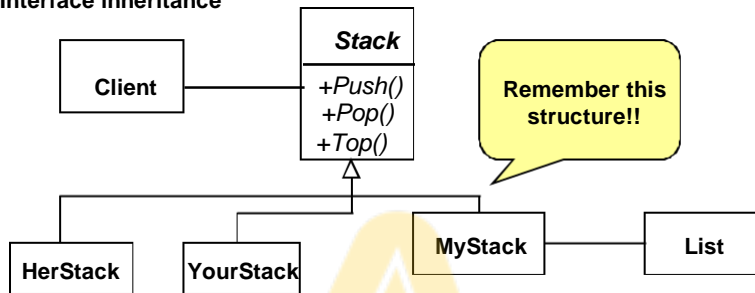 Interface Inheritance
Stack
Client
+Push()
+Pop()
+Top()
Remember this
structure!!
HerStack
YourStack
MyStack
List